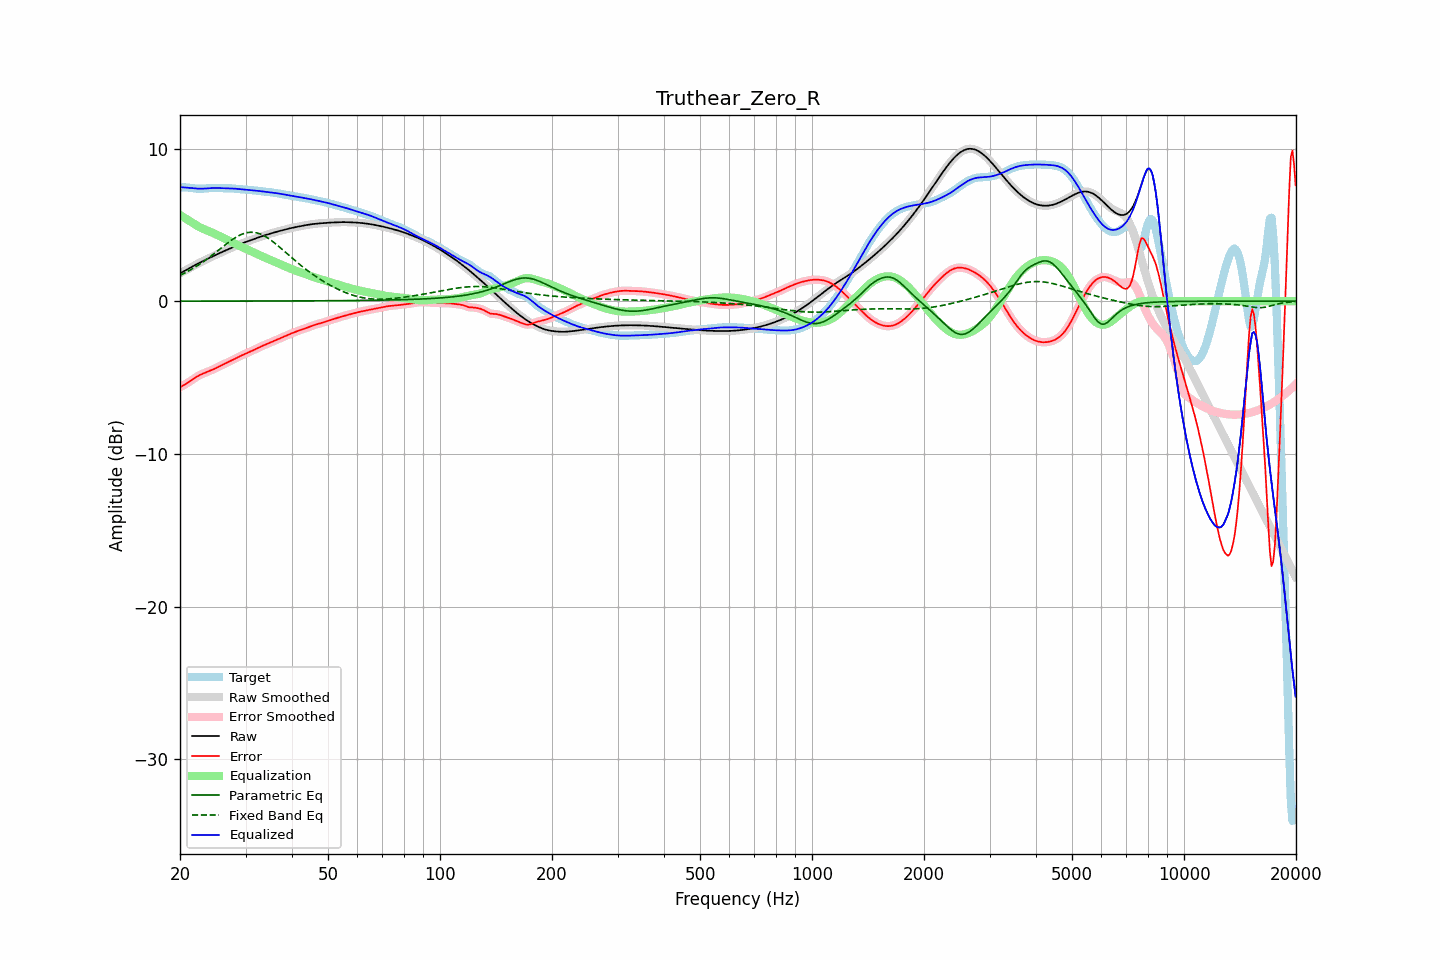 Truthear_Zero_R
Amplitude (dBr)
10
0
−10
−20
−30
Target
Raw Smoothed
Error Smoothed
Raw
Error
Equalization
Parametric Eq
Fixed Band Eq
Equalized
20 50 100 200 500 1000 2000 5000 10000 20000
Frequency (Hz)